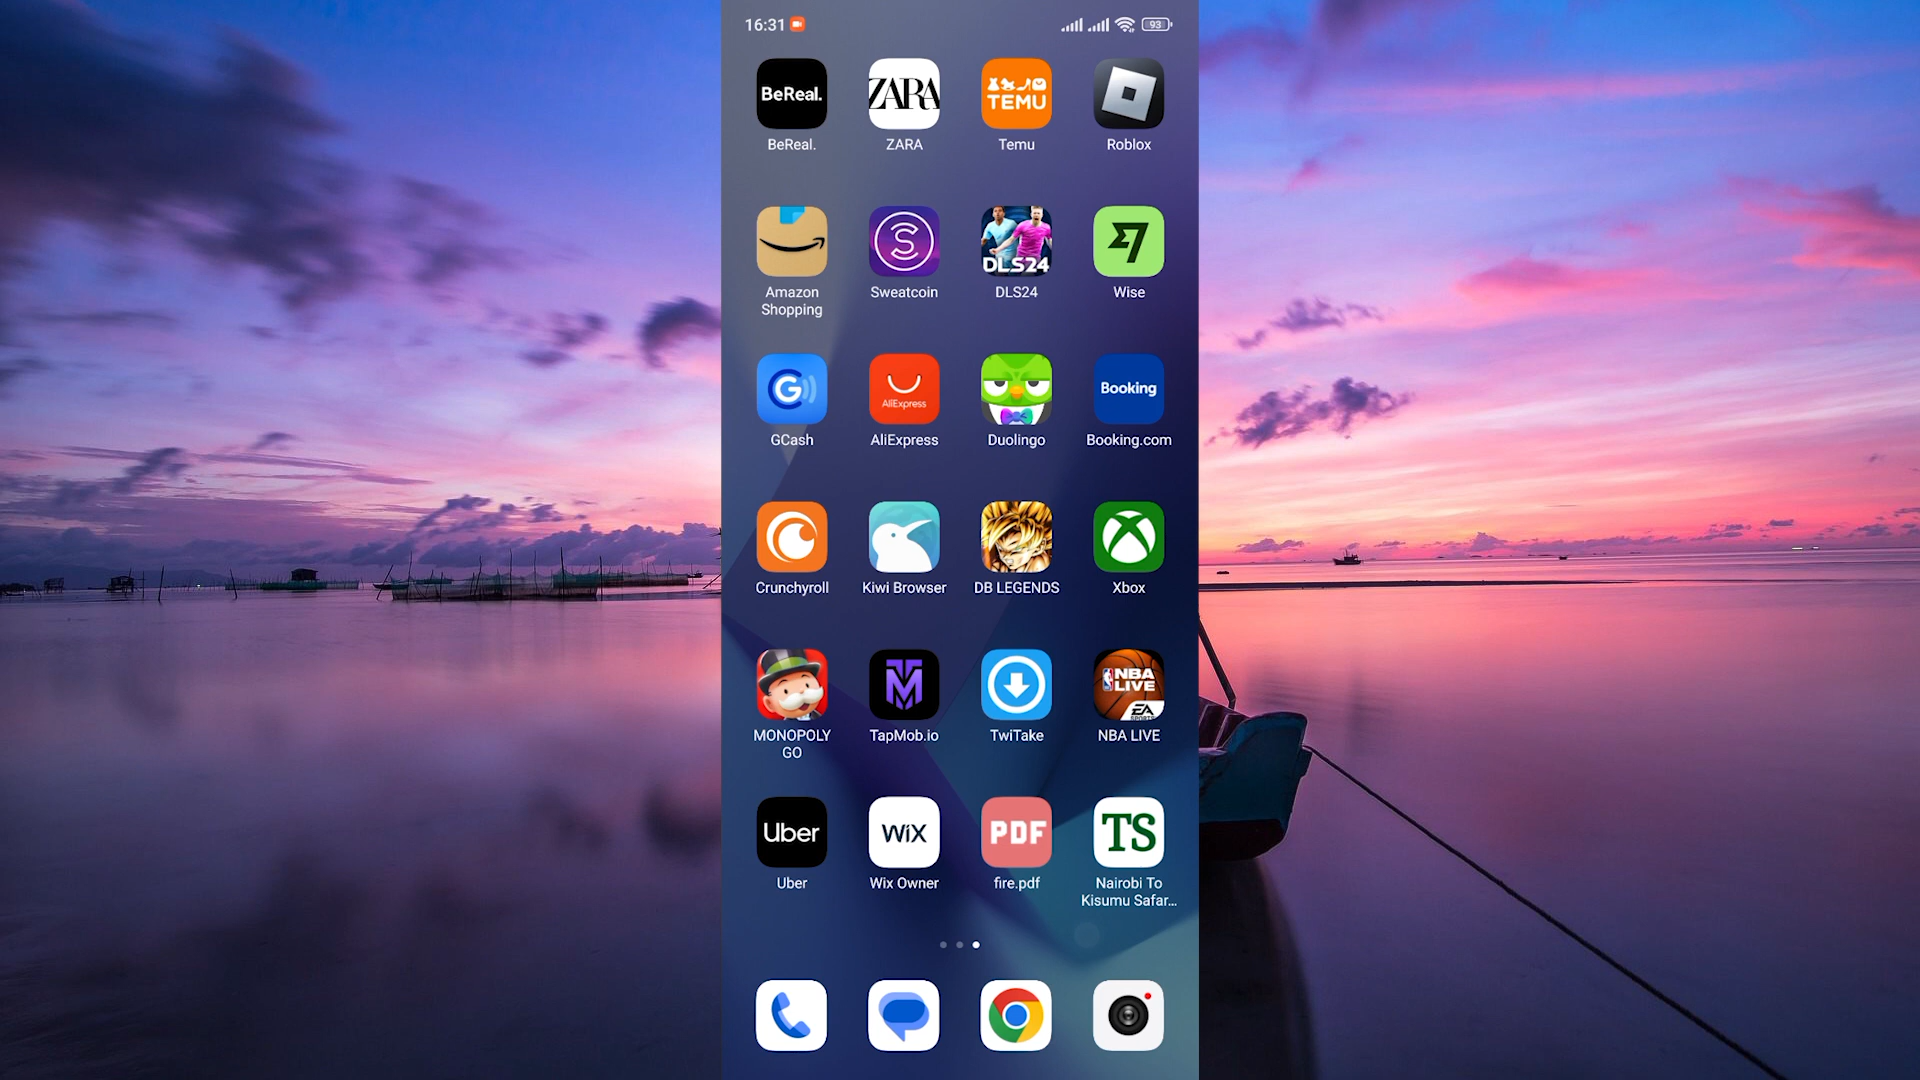 16:31
93
BeReal.
ZARA
TEMU
BeReal.
ZARA
Temu
Roblox
DLS24
Amazon
Shopping
Sweatcoin
DLS24
Wise
G
AliExpress
Booking
GCash
AliExpress
Duolingo
Booking.com
Crunchyroll
Kiwi Browser
DB LEGENDS
Xbox
NBA
LIVE
EA
SPORTS
MONOPOLY
GO
TapMob.io
TwiTake
NBA LIVE
Uber
WiX
PDF
TS
Uber
Wix Owner
fire.pdf
Nairobi To
Kisumu Safar...